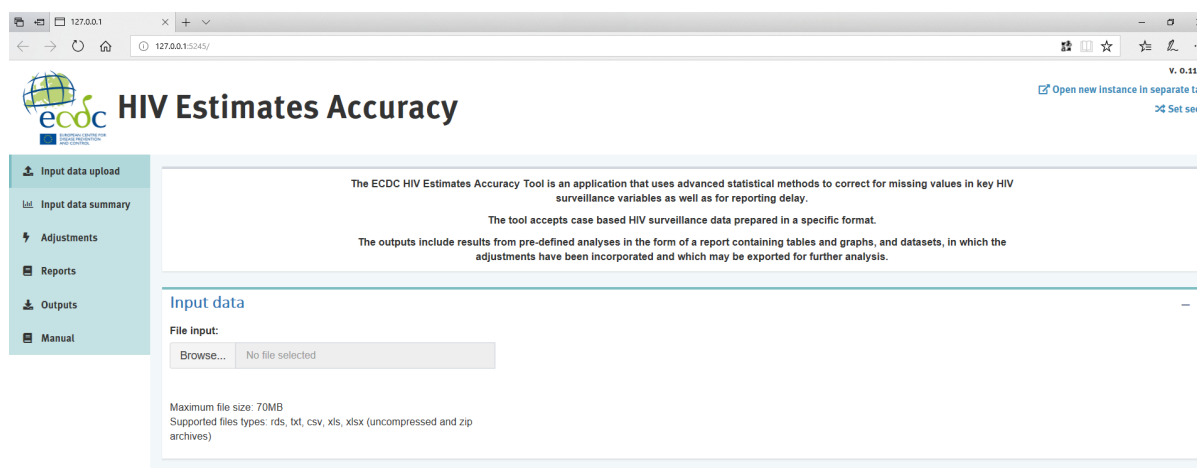 127.0.0.1
127.0.0.1:5245/
V. 0.11
Open new instance in separate ta
Set see
ecdc
EUROPEAN CENTRE FOR
DISEASE PREVENTION
AND CONTROL
HIV Estimates Accuracy
Input data upload
Input data summary
Adjustments
Reports
Outputs
Manual
The ECDC HIV Estimates Accuracy Tool is an application that uses advanced statistical methods to correct for missing values in key HIV
surveillance variables as well as for reporting delay.
The tool accepts case based HIV surveillance data prepared in a specific format.
The outputs include results from pre-defined analyses in the form of a report containing tables and graphs, and datasets, in which the
adjustments have been incorporated and which may be exported for further analysis.
Input data
File input:
Browse...
No file selected
Maximum file size: 70MB
Supported files types: rds, txt, csv, xls, xlsx (uncompressed and zip
archives)